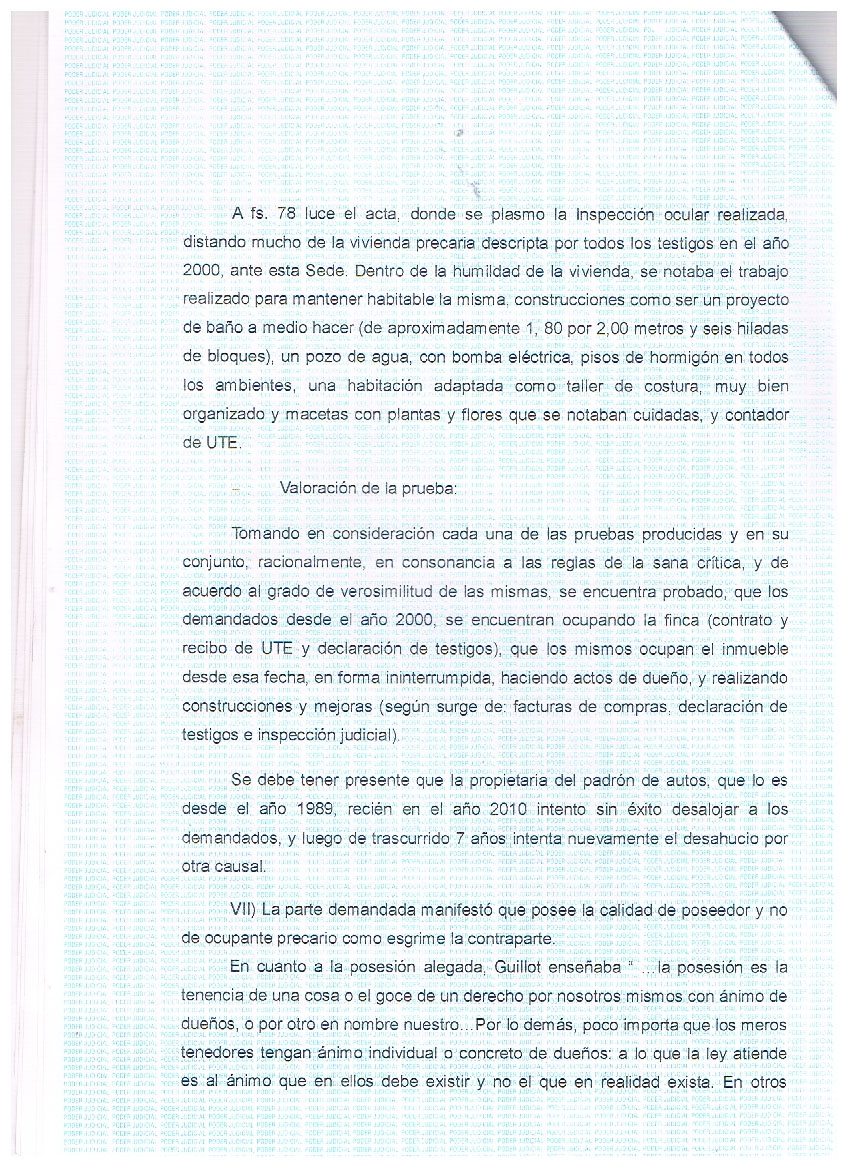 A fs. 78 luce el acta, donde se plasmo la Inspección ocular realizada,
distando mucho de la vivienda precaria descripta por todos los testigos en el año
2000, ante esta Sede. Dentro de la humildad de la vivienda, se notaba el trabajo
realizado para mantener habitable la misma, construcciones como ser un proyecto
de baño a medio hacer (de aproximadamente 1, 80 por 2,00 metros y seis hiladas
de bloques), un pozo de agua, con bomba eléctrica, pisos de hormigón en todos
los ambientes, una habitación adaptada como taller de costura, muy bien
organizado y macetas con plantas y flores que se notaban cuidadas, y contador
de UTE.
– Valoración de la prueba:
Tomando en consideración cada una de las pruebas producidas y en su
conjunto, racionalmente, en consonancia a las reglas de la sana crítica, y de
acuerdo al grado de verosimilitud de las mismas, se encuentra probado, que los
demandados desde el año 2000, se encuentran ocupando la finca (contrato y
recibo de UTE y declaración de testigos), que los mismos ocupan el inmueble
desde esa fecha, en forma ininterrumpida, haciendo actos de dueño, y realizando
construcciones y mejoras (según surge de: facturas de compras, declaración de
testigos e inspección judicial).
Se debe tener presente que la propietaria del padrón de autos, que lo es
desde el año 1989, recién en el año 2010 intento sin éxito desalojar a los
demandados, y luego de trascurrido 7 años intenta nuevamente el desahucio por
otra causal.
VII) La parte demandada manifestó que posee la calidad de poseedor y no
de ocupante precario como esgrime la contraparte.
En cuanto a la posesión alegada, Guillot enseñaba “ ...la posesión es la
tenencia de una cosa o el goce de un derecho por nosotros mismos con ánimo de
dueños, o por otro en nombre nuestro...Por lo demás, poco importa que los meros
tenedores tengan ánimo individual o concreto de dueños: a lo que la ley atiende
es al ánimo que en ellos debe existir y no el que en realidad exista. En otros